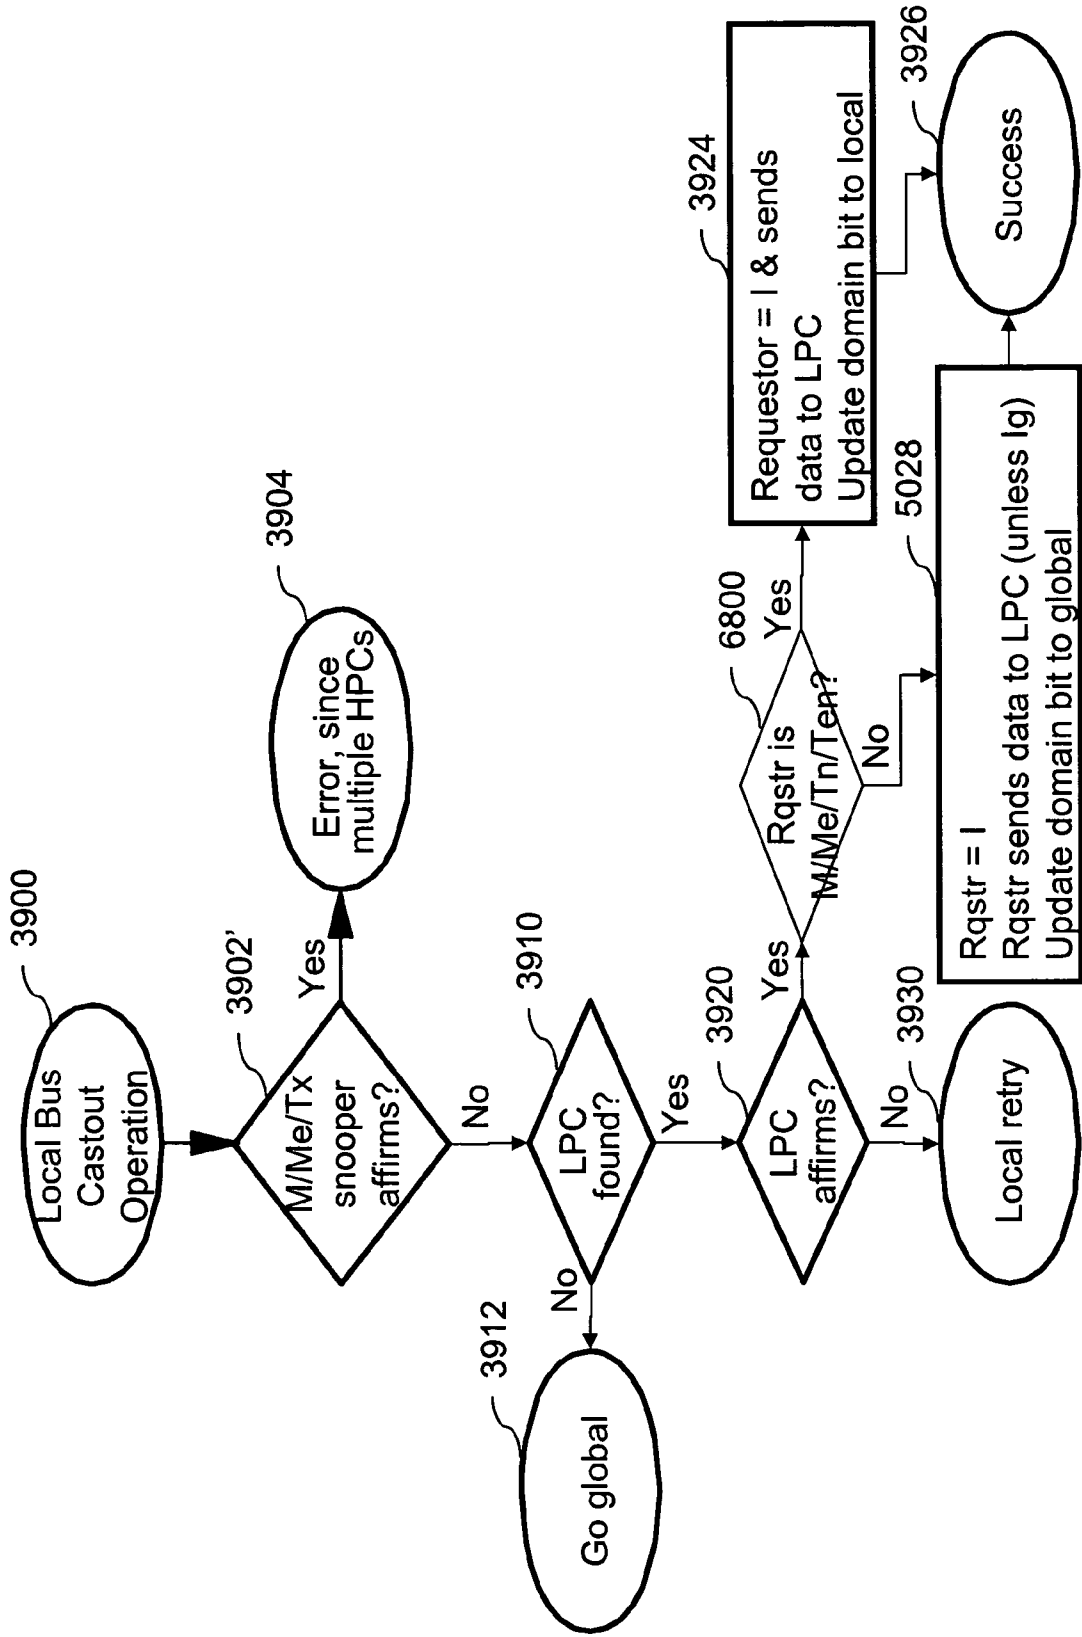 3900
Local Bus
Castout
Operation
3902'
M/Me/Tx
snooper
affirms?
Yes
3904
Error, since
multiple HPCs
No
3910
LPC
found?
No
3912
Go global
Yes
3920
LPC
affirms?
No
3930
Local retry
Yes
6800
Rqstr is
M/Me/Tn/Ten?
Yes
3924
Requestor = I & sends
data to LPC
Update domain bit to local
No
5028
Rqstr = I
Rqstr sends data to LPC (unless Ig)
Update domain bit to global
3926
Success